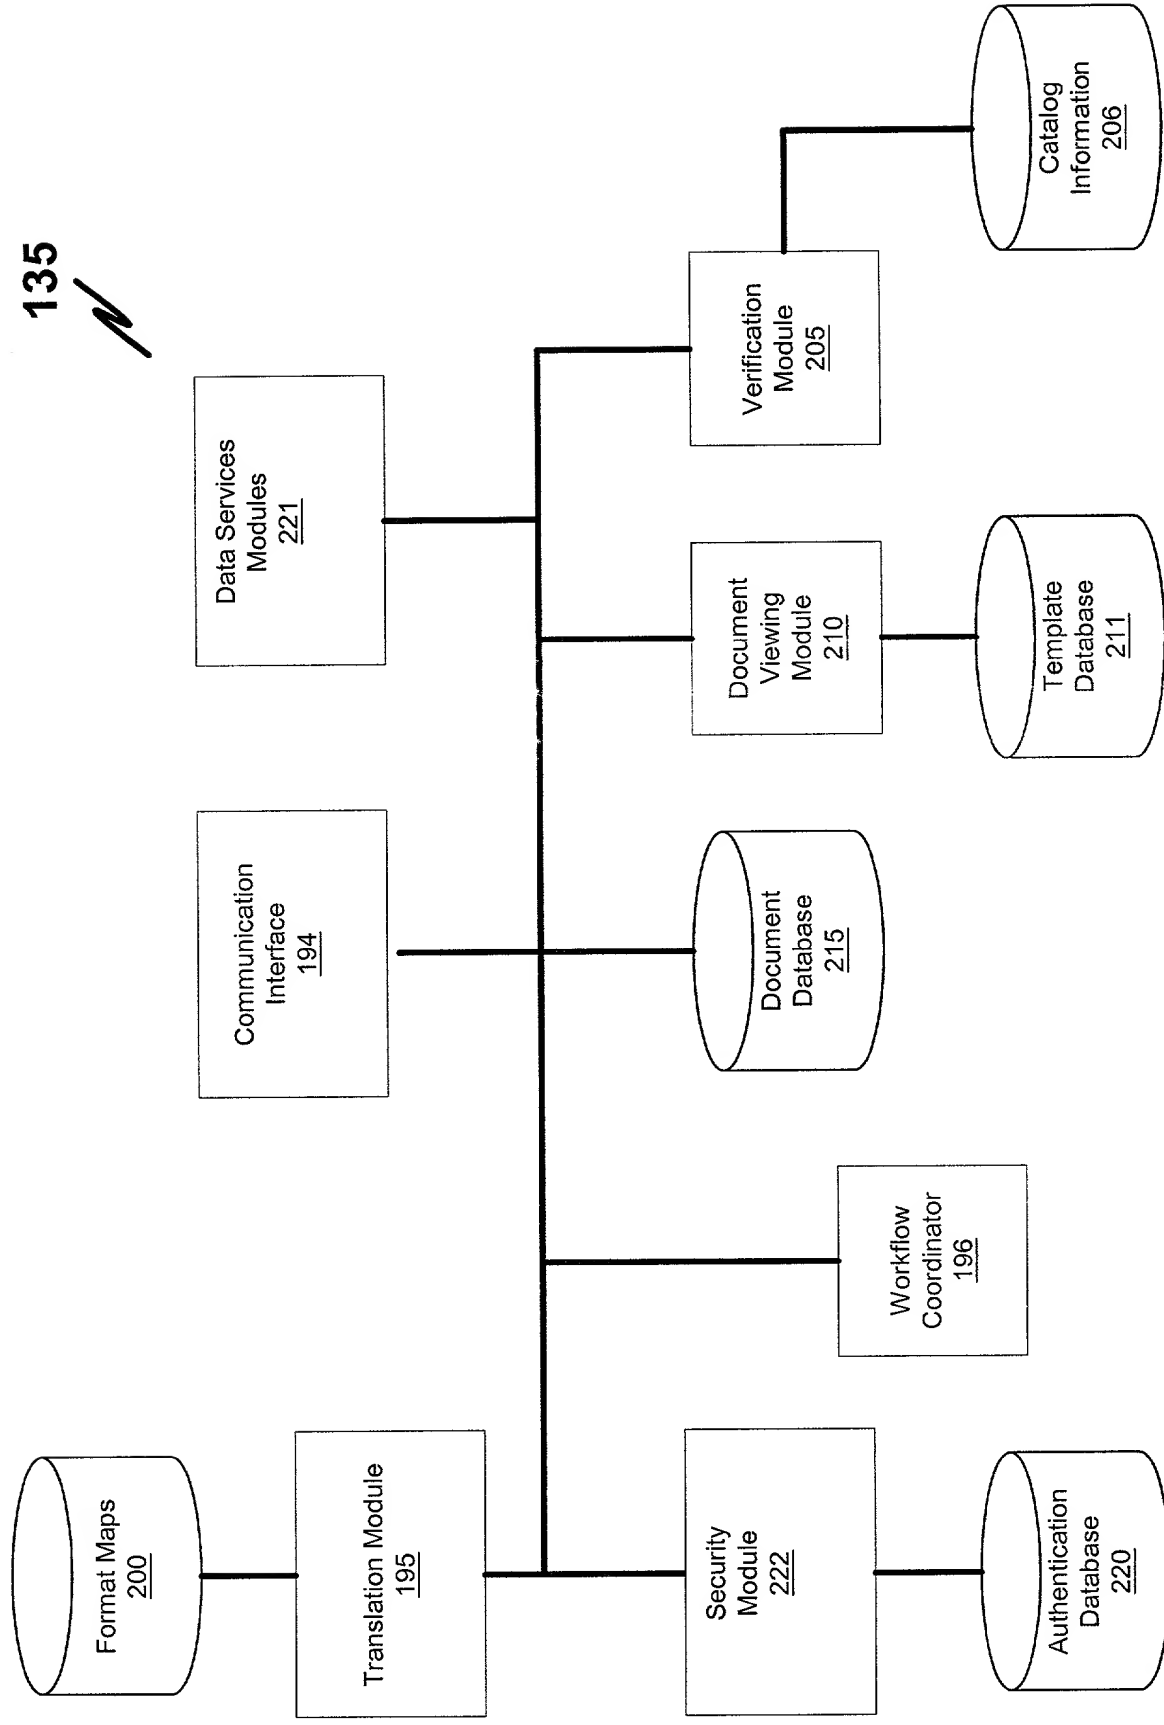 135
Format Maps
200
Translation Module
195
Communication
Interface
194
Data Services
Modules
221
Security
Module
222
Authentication
Database
220
Workflow
Coordinator
196
Document
Database
215
Document
Viewing
Module
210
Template
Database
211
Verification
Module
205
Catalog
Information
206